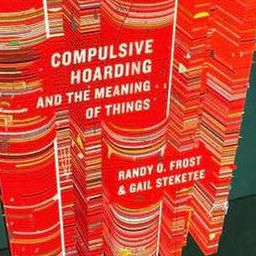 COMPULSIVE
HOARDING
AND THE MEANING
OF THINGS
RANDY O. FROST
& GAIL STEKETEE